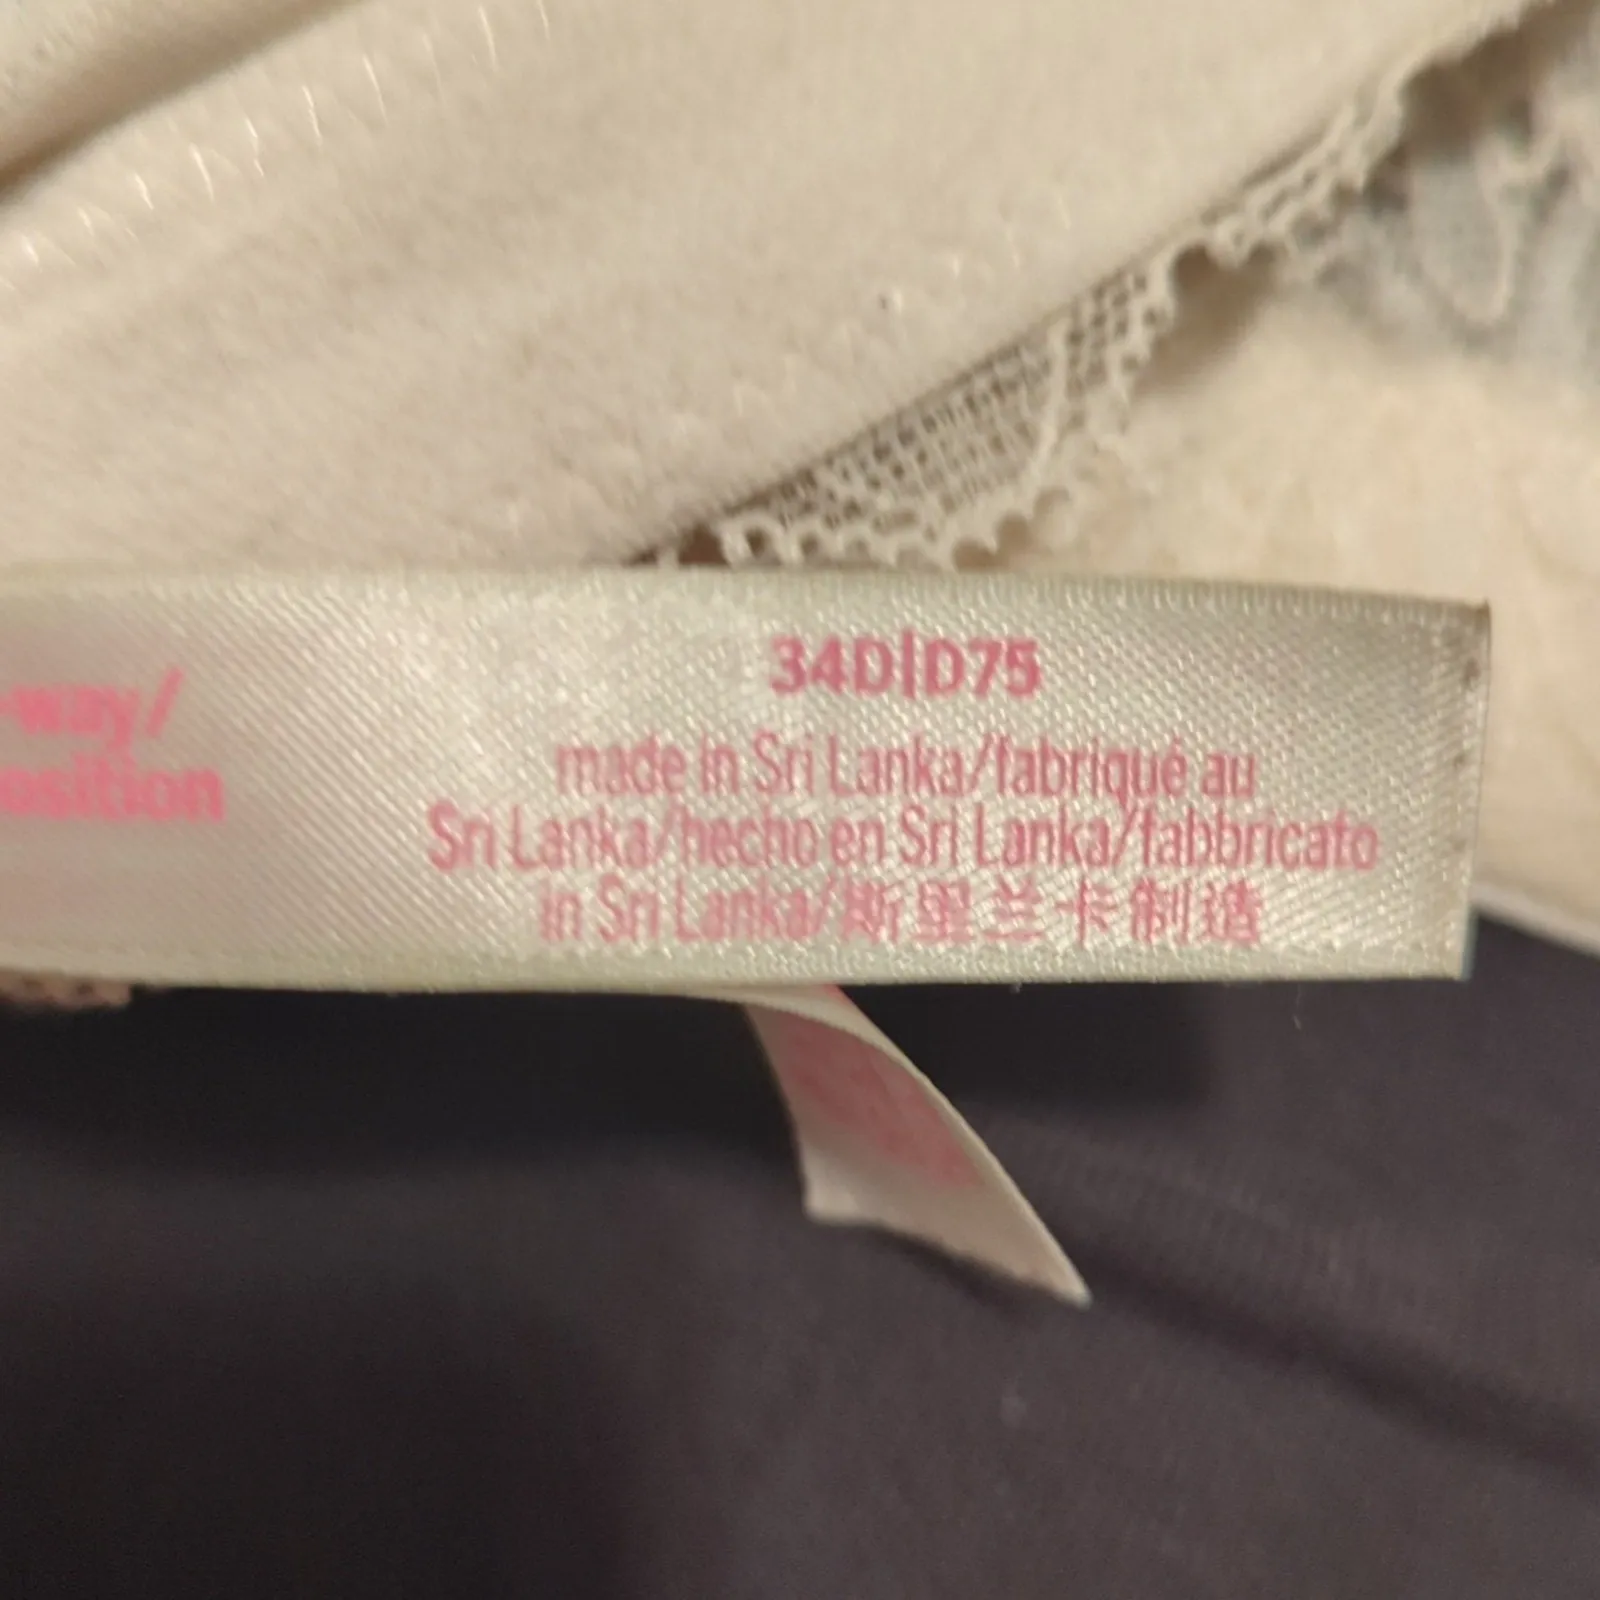 -way/
osition
34D|D75
made in Sri Lanka/fabriqué au
Sri Lanka/hecho en Sri Lanka/fabbricato
in Sri Lanka/斯里兰卡制造